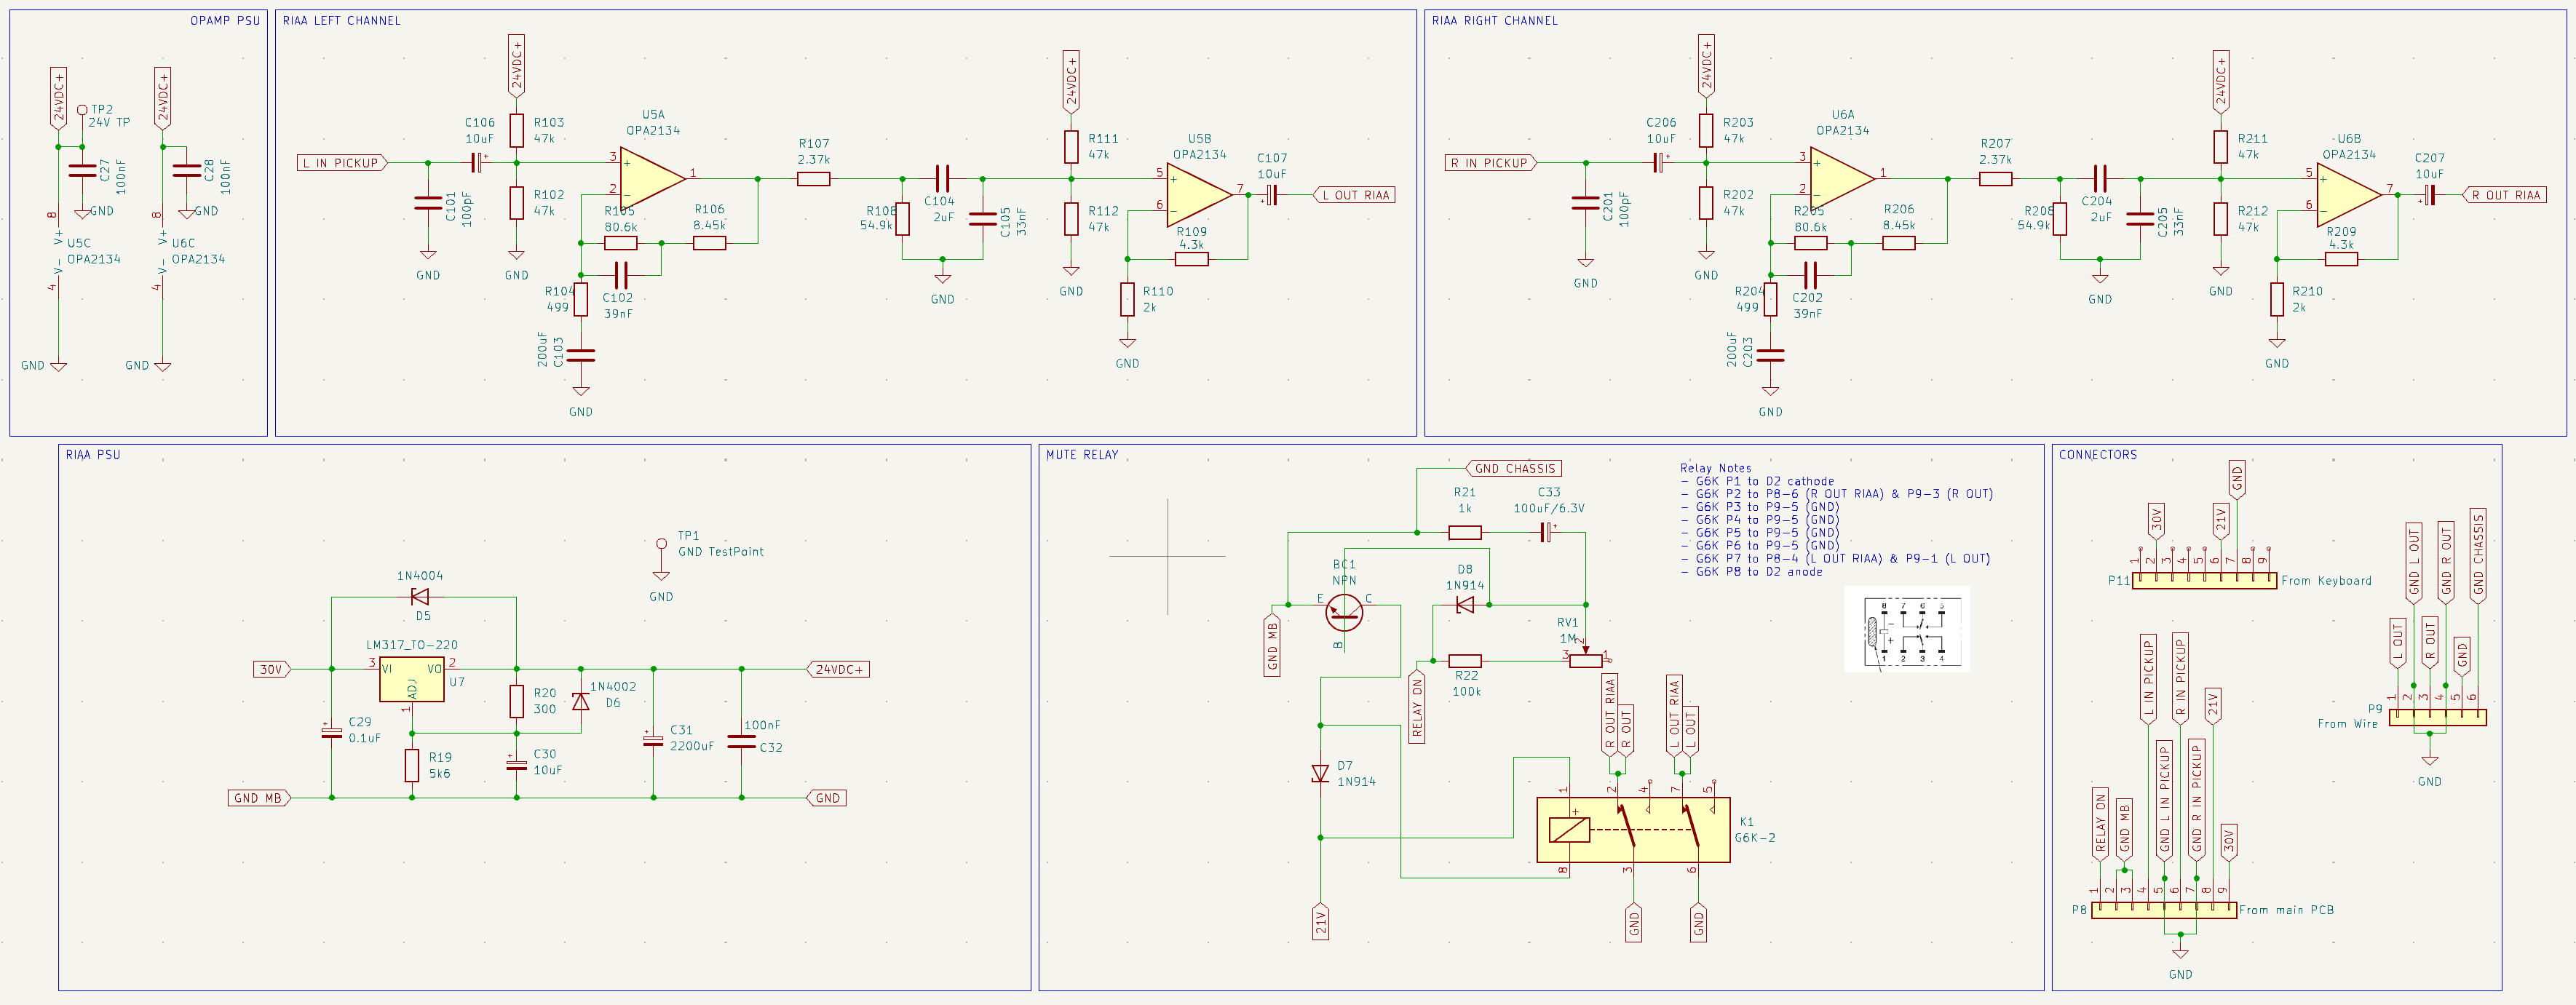 OPAMP PSU
24VDC+
TP2
24V TP
C27
100nF
GND
8
V+
U5C
OPA2134
V-
4
GND
24VDC+
C28
100nF
GND
8
V+
U6C
OPA2134
V-
4
GND
RIAA LEFT CHANNEL
L IN PICKUP
C101
100pF
GND
C106
10uF
24VDC+
R103
47k
R102
47k
GND
U5A
OPA2134
3
2
1
R105
80.6k
R106
8.45k
C102
39nF
R104
499
200uF
C103
GND
R107
2.37k
R108
54.9k
C104
2uF
C105
33nF
GND
24VDC+
R111
47k
R112
47k
GND
U5B
OPA2134
5
6
7
R109
4.3k
R110
2k
GND
C107
10uF
L OUT RIAA
RIAA RIGHT CHANNEL
R IN PICKUP
C201
100pF
GND
C206
10uF
24VDC+
R203
47k
R202
47k
GND
U6A
OPA2134
3
2
1
R205
80.6k
R206
8.45k
C202
39nF
R204
499
200uF
C203
GND
R207
2.37k
R208
54.9k
C204
2uF
C205
33nF
GND
24VDC+
R211
47k
R212
47k
GND
U6B
OPA2134
5
6
7
R209
4.3k
R210
2k
GND
C207
10uF
R OUT RIAA
RIAA PSU
TP1
GND TestPoint
GND
1N4004
D5
LM317_TO-220
30V
3
VI
VO
2
ADJ
U7
1
C29
0.1uF
R19
5k6
R20
300
1N4002
D6
C30
10uF
C31
2200uF
100nF
C32
24VDC+
GND MB
GND
MUTE RELAY
GND CHASSIS
R21
1k
C33
100uF/6.3V
BC1
NPN
E
C
B
GND MB
D8
1N914
RV1
1M
2
3
1
R22
100k
RELAY ON
D7
1N914
21V
R OUT RIAA
R OUT
L OUT RIAA
L OUT
1
2
4
7
5
K1
G6K-2
8
3
6
GND
GND
Relay Notes
- G6K P1 to D2 cathode
- G6K P2 to P8-6 (R OUT RIAA) & P9-3 (R OUT)
- G6K P3 to P9-5 (GND)
- G6K P4 to P9-5 (GND)
- G6K P5 to P9-5 (GND)
- G6K P6 to P9-5 (GND)
- G6K P7 to P8-4 (L OUT RIAA) & P9-1 (L OUT)
- G6K P8 to D2 anode
8 7 6 5
1 2 3 4
CONNECTORS
30V
21V
GND
1 2 3 4 5 6 7 8 9
P11
From Keyboard
L OUT
GND L OUT
R OUT
GND R OUT
GND
GND CHASSIS
1 2 3 4 5 6
P9
From Wire
GND
RELAY ON
GND MB
L IN PICKUP
GND L IN PICKUP
R IN PICKUP
GND R IN PICKUP
21V
30V
1 2 3 4 5 6 7 8 9
P8
From main PCB
GND